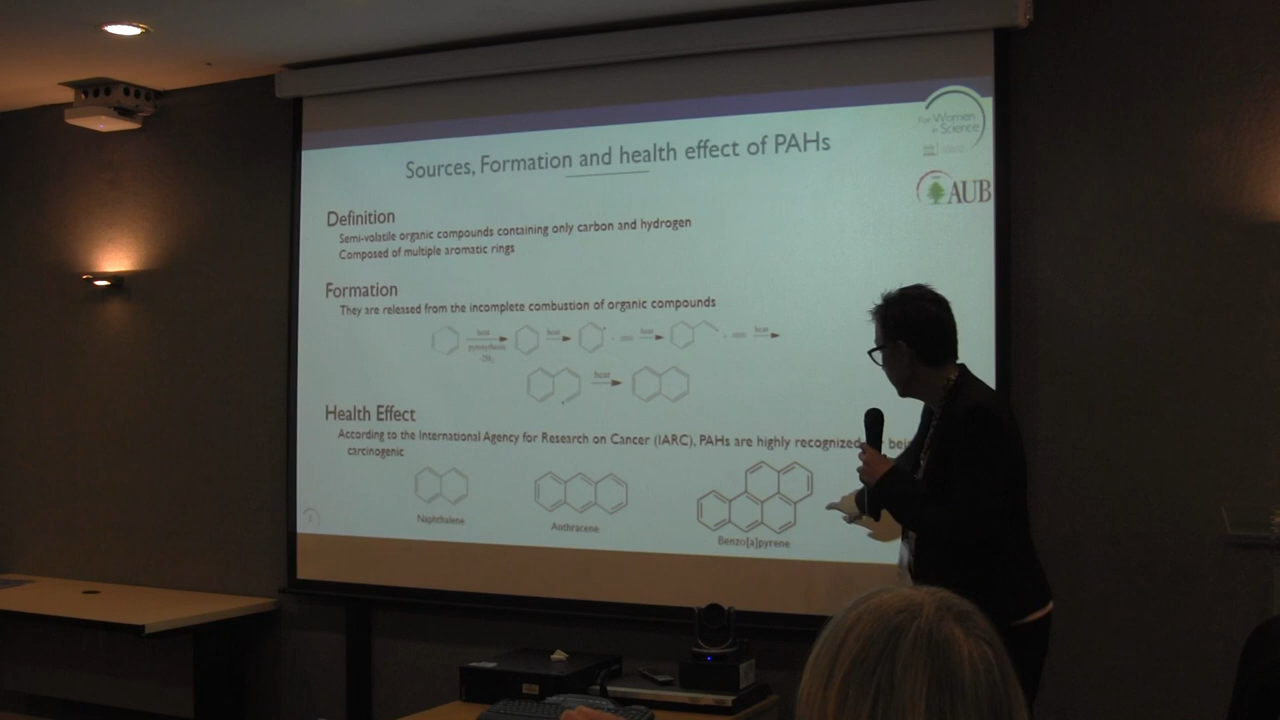 For Women
in Science
Sources, Formation and health effect of PAHs
AUB
Definition
Semi-volatile organic compounds containing only carbon and hydrogen
Composed of multiple aromatic rings
Formation
They are released from the incomplete combustion of organic compounds
heat
heat
heat
heat
-2H₂
heat
Health Effect
According to the International Agency for Research on Cancer (IARC), PAHs are highly recognized
carcinogenic
Naphthalene
Anthracene
Benzo[a]pyrene